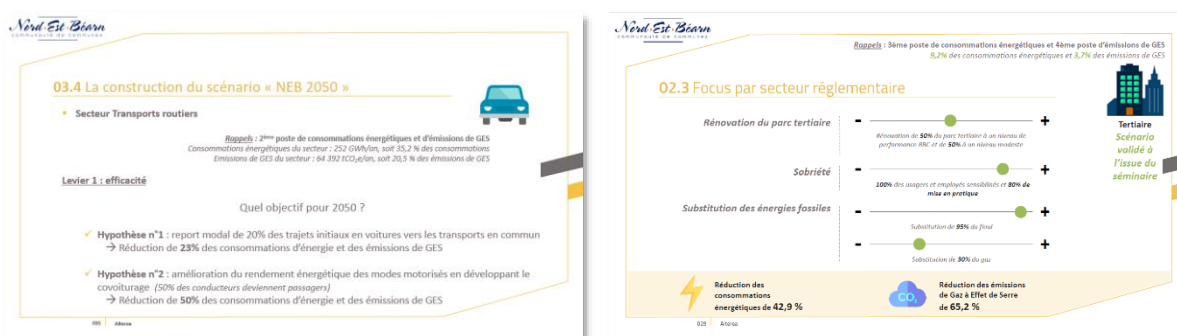 Nord·Est·Béarn
communauté de communes
03.4 La construction du scénario « NEB 2050 »
Secteur Transports routiers
Rappels : 2ème poste de consommations énergétiques et d'émissions de GES
Consommations énergétiques du secteur : 252 GWh/an, soit 35,2 % des consommations
Emissions de GES du secteur : 64 392 tCO₂e/an, soit 20,5 % des émissions de GES
Levier 1 : efficacité
Quel objectif pour 2050 ?
✓ Hypothèse n°1 : report modal de 20% des trajets initiaux en voitures vers les transports en commun
→ Réduction de 23% des consommations d'énergie et des émissions de GES
✓ Hypothèse n°2 : amélioration du rendement énergétique des modes motorisés en développant le
covoiturage (50% des conducteurs deviennent passagers)
→ Réduction de 50% des consommations d'énergie et des émissions de GES
Alterea
Nord·Est·Béarn
communauté de communes
Rappels : 3ème poste de consommations énergétiques et 4ème poste d'émissions de GES
9,2% des consommations énergétiques et 3,7% des émissions de GES
02.3 Focus par secteur réglementaire
Tertiaire
Scénario
validé à
l'issue du
séminaire
Rénovation du parc tertiaire
- +
Rénovation de 50% du parc tertiaire à un niveau de
performance BBC et de 50% à un niveau modeste
Sobriété
- +
100% des usagers et employés sensibilisés et 80% de
mise en pratique
Substitution des énergies fossiles
- +
Substitution de 95% du fioul
- +
Substitution de 30% du gaz
Réduction des
consommations
énergétiques de 42,9 %
CO₂
Réduction des émissions
de Gaz à Effet de Serre
de 65,2 %
029 Alterea